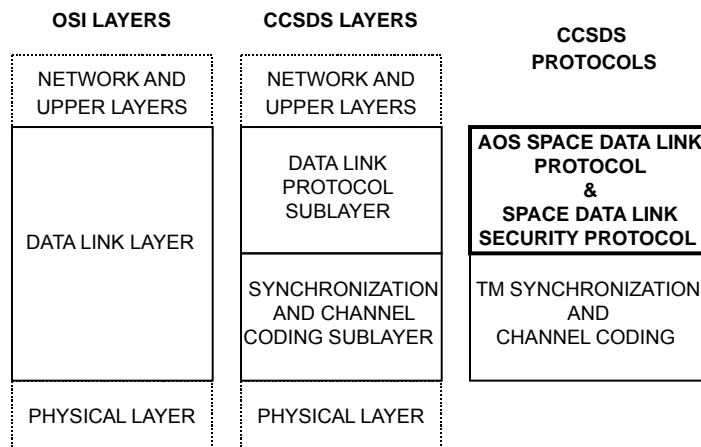 OSI LAYERS
CCSDS LAYERS
CCSDS
PROTOCOLS
NETWORK AND
UPPER LAYERS
NETWORK AND
UPPER LAYERS
DATA LINK LAYER
DATA LINK
PROTOCOL
SUBLAYER
AOS SPACE DATA LINK
PROTOCOL
&
SPACE DATA LINK
SECURITY PROTOCOL
SYNCHRONIZATION
AND CHANNEL
CODING SUBLAYER
TM SYNCHRONIZATION
AND
CHANNEL CODING
PHYSICAL LAYER
PHYSICAL LAYER